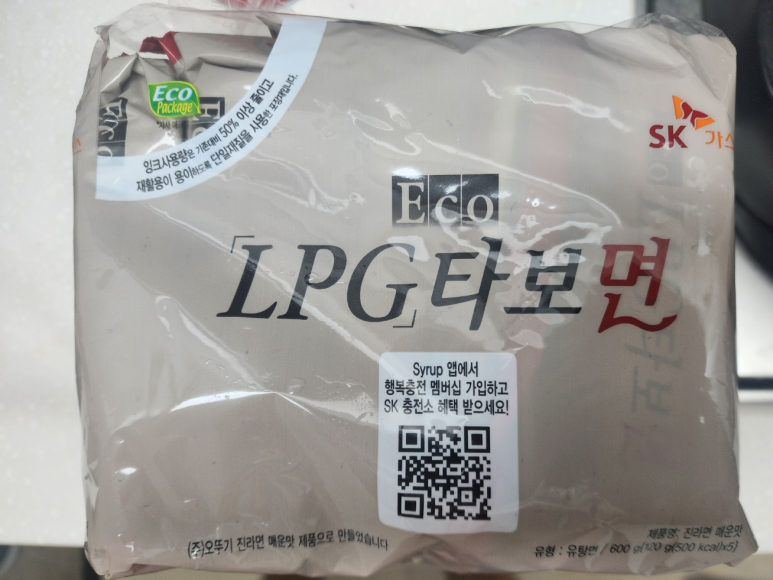 Eco
Package
잉크사용량은 기존대비 50% 이상 줄이고,
재활용이 용이하도록 단일재질을 사용한 포장재입니다.
SK 가스
Eco
「LPG」타보면
Syrup 앱에서
행복충전 멤버십 가입하고
SK 충전소 혜택 받으세요!
(주)오뚜기 진라면 매운맛 제품으로 만들었습니다
제품명: 진라면 매운맛
유형 : 유탕면 / 600 g(120 g(500 kcal)x5)